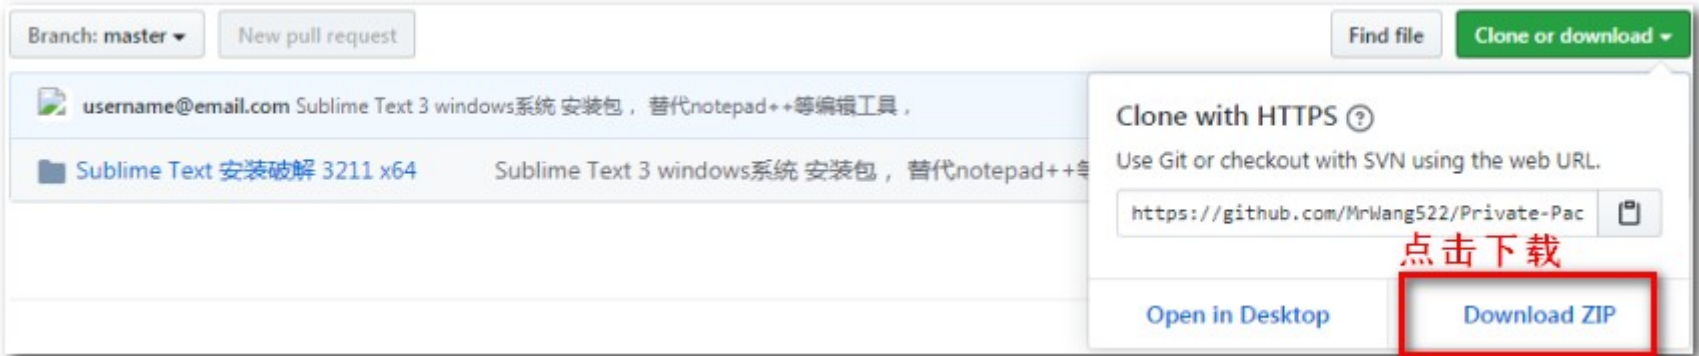 Branch: master New pull request Find file Clone or download
username@email.com Sublime Text 3 windows系统 安装包， 替代notepad++等编辑工具，
Sublime Text 安装破解 3211 x64 Sublime Text 3 windows系统 安装包， 替代notepad++等
Clone with HTTPS ?
Use Git or checkout with SVN using the web URL.
https://github.com/MrWang522/Private-Pac
点击下载
Open in Desktop Download ZIP